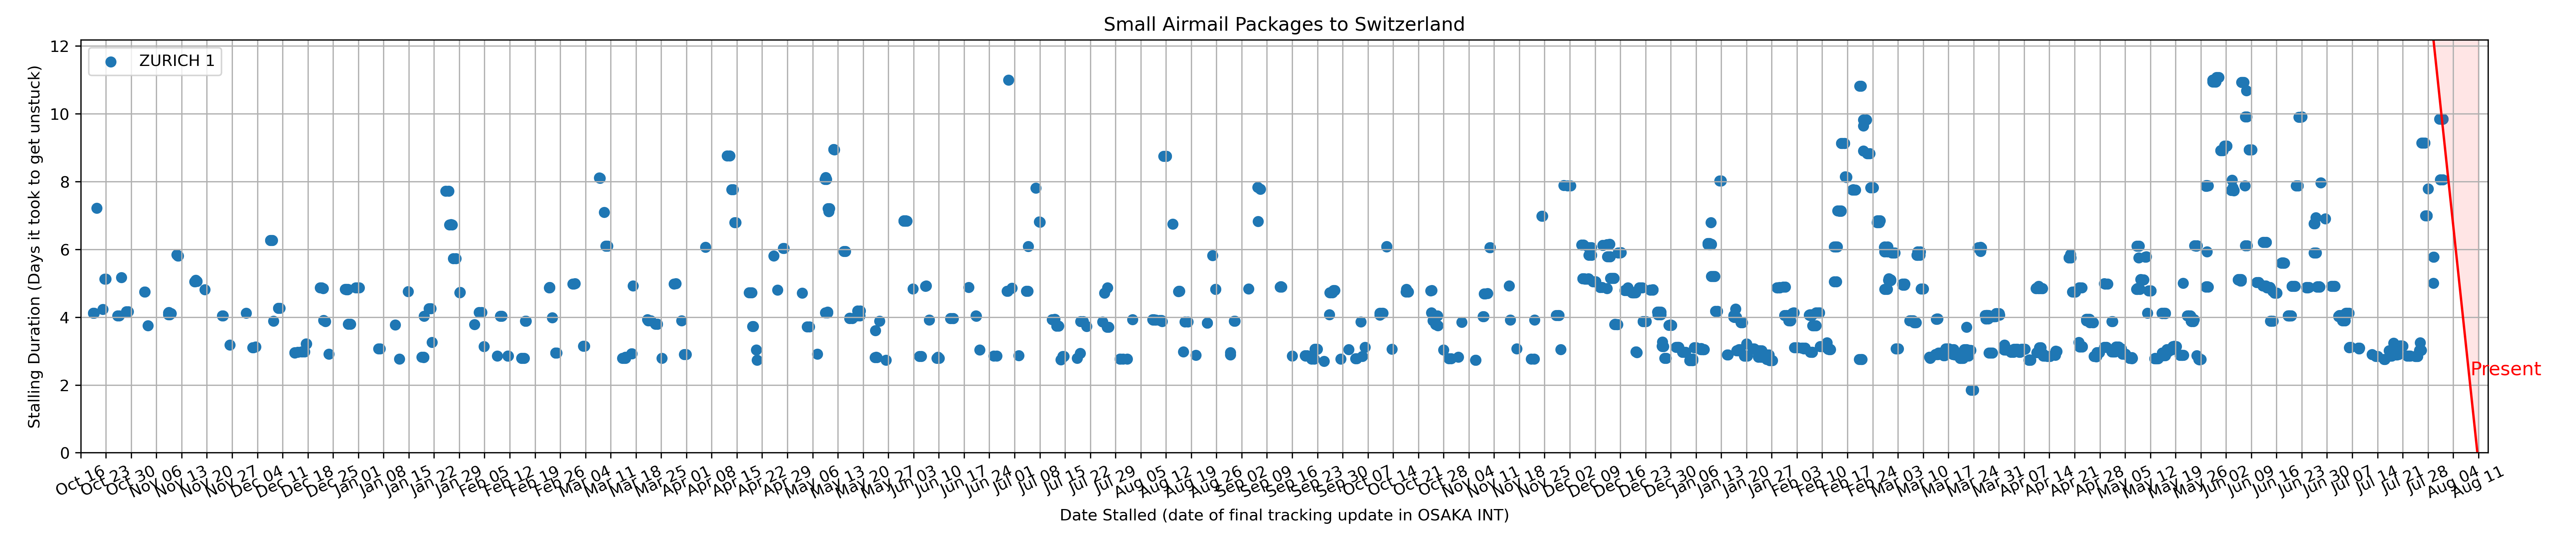 Small Airmail Packages to Switzerland
ZURICH 1
Stalling Duration (Days it took to get unstuck)
12
10
8
6
4
2
0
Present
Oct 16
Oct 23
Oct 30
Nov 06
Nov 13
Nov 20
Nov 27
Dec 04
Dec 11
Dec 18
Dec 25
Jan 01
Jan 08
Jan 15
Jan 22
Jan 29
Feb 05
Feb 12
Feb 19
Feb 26
Mar 04
Mar 11
Mar 18
Mar 25
Apr 01
Apr 08
Apr 15
Apr 22
Apr 29
May 06
May 13
May 20
May 27
Jun 03
Jun 10
Jun 17
Jun 24
Jul 01
Jul 08
Jul 15
Jul 22
Jul 29
Aug 05
Aug 12
Aug 19
Aug 26
Sep 02
Sep 09
Sep 16
Sep 23
Sep 30
Oct 07
Oct 14
Oct 21
Oct 28
Nov 04
Nov 11
Nov 18
Nov 25
Dec 02
Dec 09
Dec 16
Dec 23
Dec 30
Jan 06
Jan 13
Jan 20
Jan 27
Feb 03
Feb 10
Feb 17
Feb 24
Mar 03
Mar 10
Mar 17
Mar 24
Mar 31
Apr 07
Apr 14
Apr 21
Apr 28
May 05
May 12
May 19
May 26
Jun 02
Jun 09
Jun 16
Jun 23
Jun 30
Jul 07
Jul 14
Jul 21
Jul 28
Aug 04
Aug 11
Date Stalled (date of final tracking update in OSAKA INT)